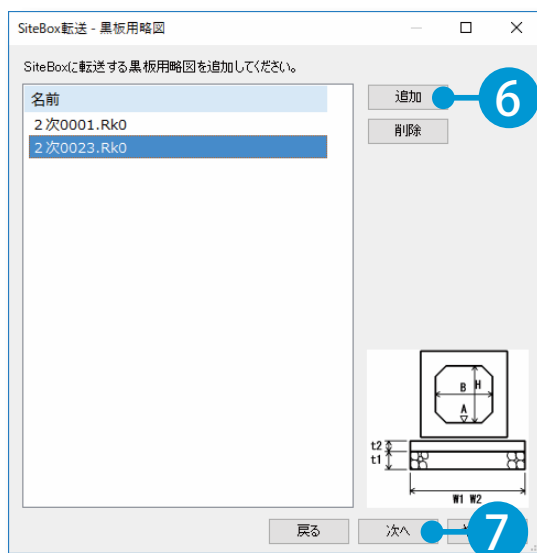 SiteBox転送 - 黒板用略図
SiteBoxに転送する黒板用略図を追加してください。
名前
２次0001.Rk0
２次0023.Rk0
追加
6
削除
B H
A
t2
t1
W1 W2
戻る
次へ
7